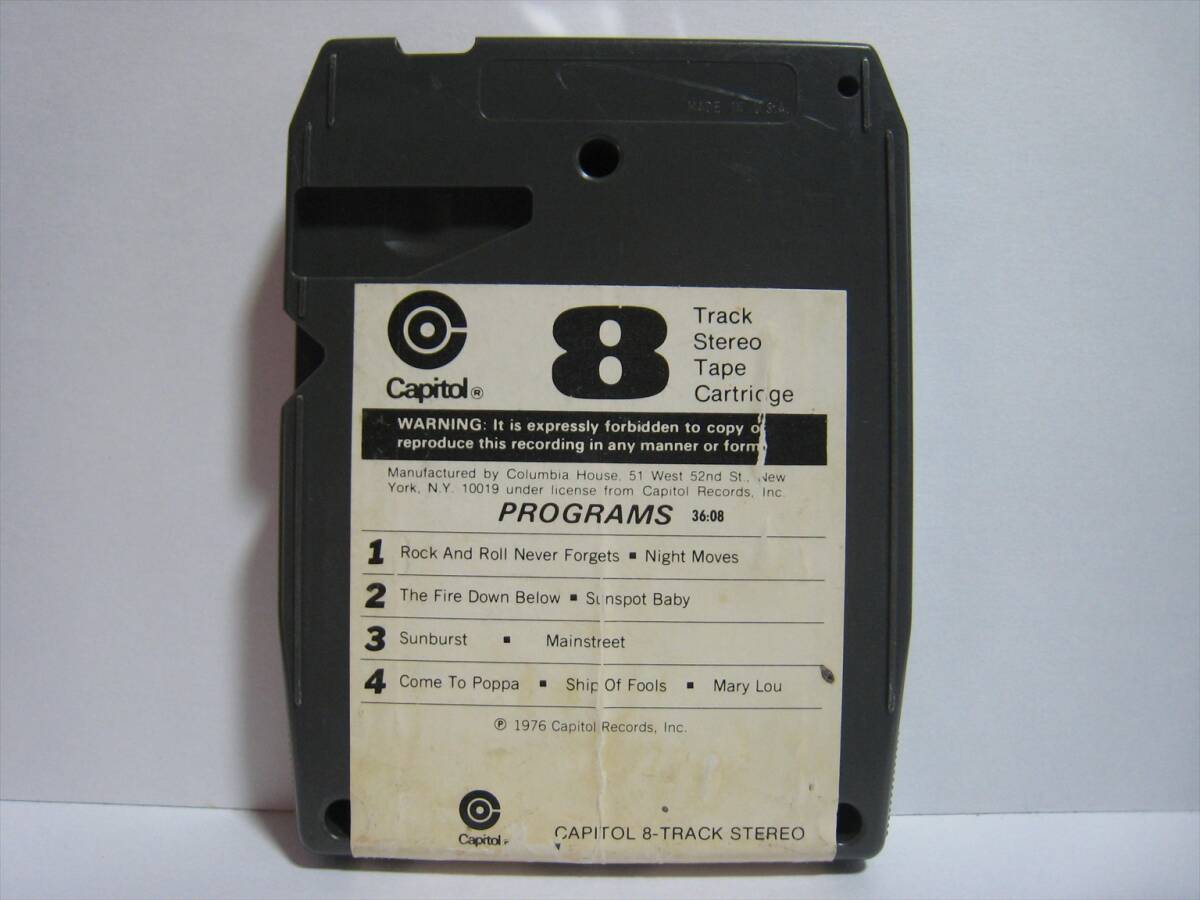 MADE IN U.S.A.
Capitol®
8
Track
Stereo
Tape
Cartridge
WARNING: It is expressly forbidden to copy o
reproduce this recording in any manner or form
Manufactured by Columbia House, 51 West 52nd St., New
York, N.Y. 10019 under license from Capitol Records, Inc.
PROGRAMS 36:08
1 Rock And Roll Never Forgets ▪ Night Moves
2 The Fire Down Below ▪ Sunspot Baby
3 Sunburst ▪ Mainstreet
4 Come To Poppa ▪ Ship Of Fools ▪ Mary Lou
℗ 1976 Capitol Records, Inc.
Capitol
CAPITOL 8-TRACK STEREO